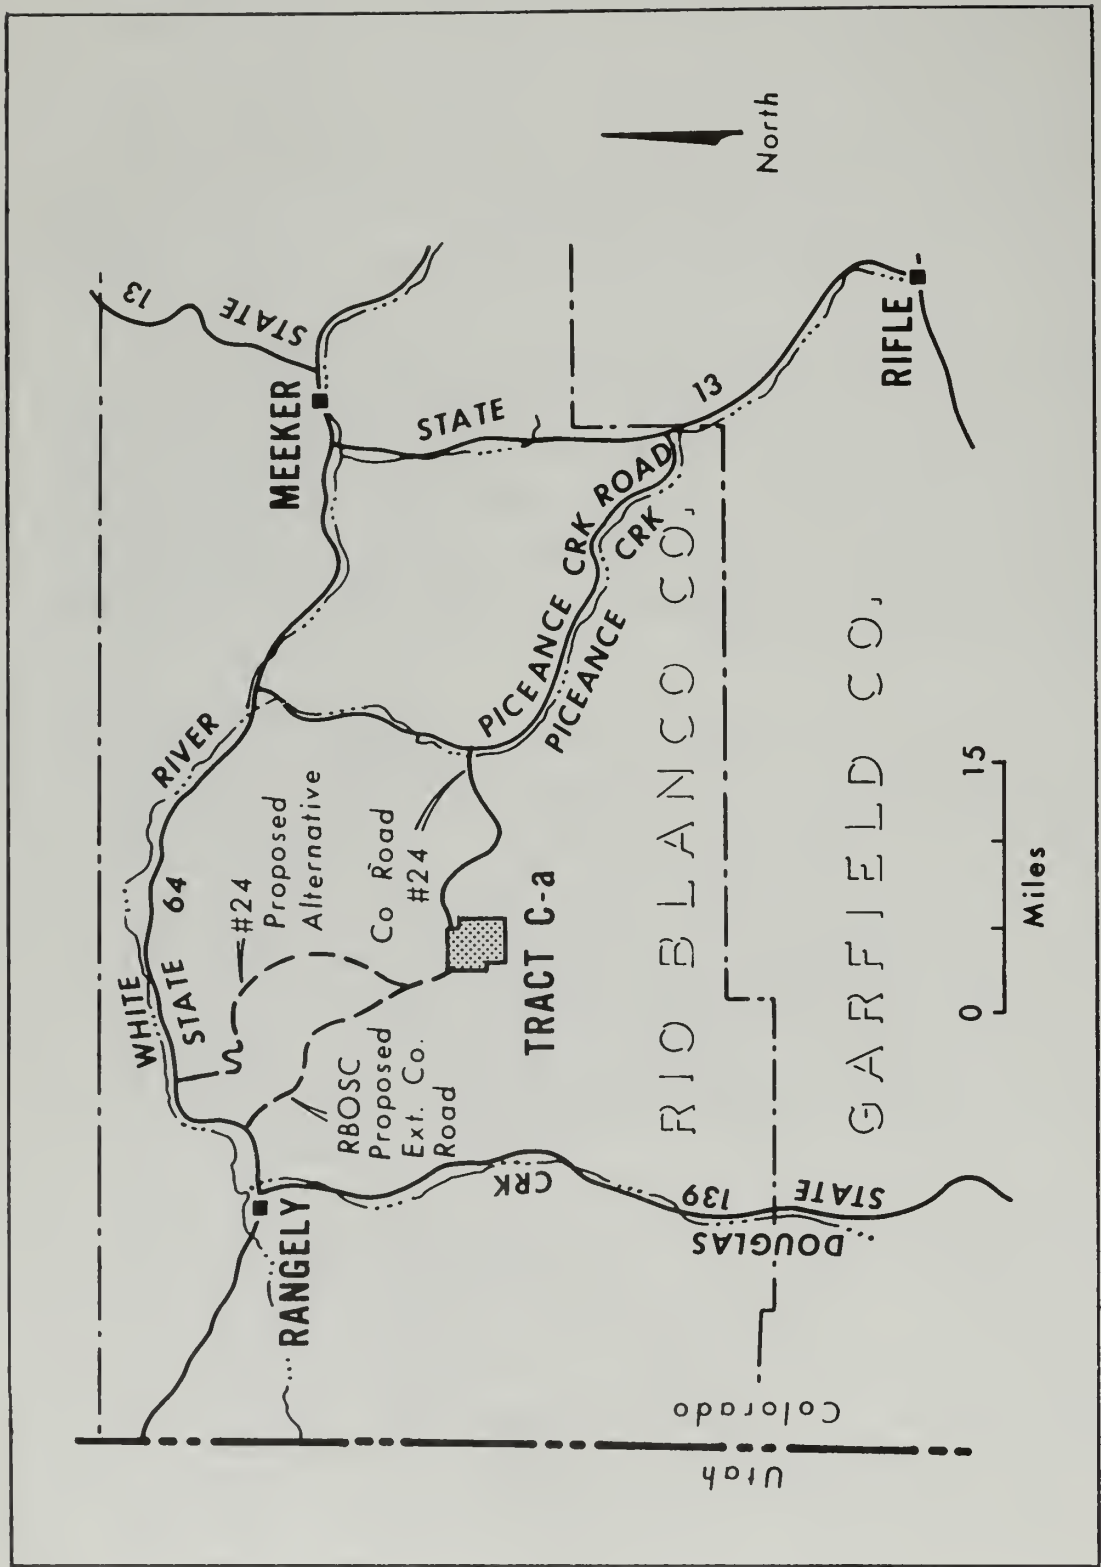 North
13
STATE
MEEKER
STATE
13
RIFLE
WHITE
RIVER
STATE 64
#24
Proposed
Alternative
Co Road
#24
PICEANCE CRK ROAD
PICEANCE CRK
RBOSC
Proposed
Ext. Co.
Road
TRACT C-a
RANGELY
CRK
DOUGLAS
139
STATE
RIO BLANCO CO.
GARFIELD CO.
Colorado
Utah
0
15
Miles